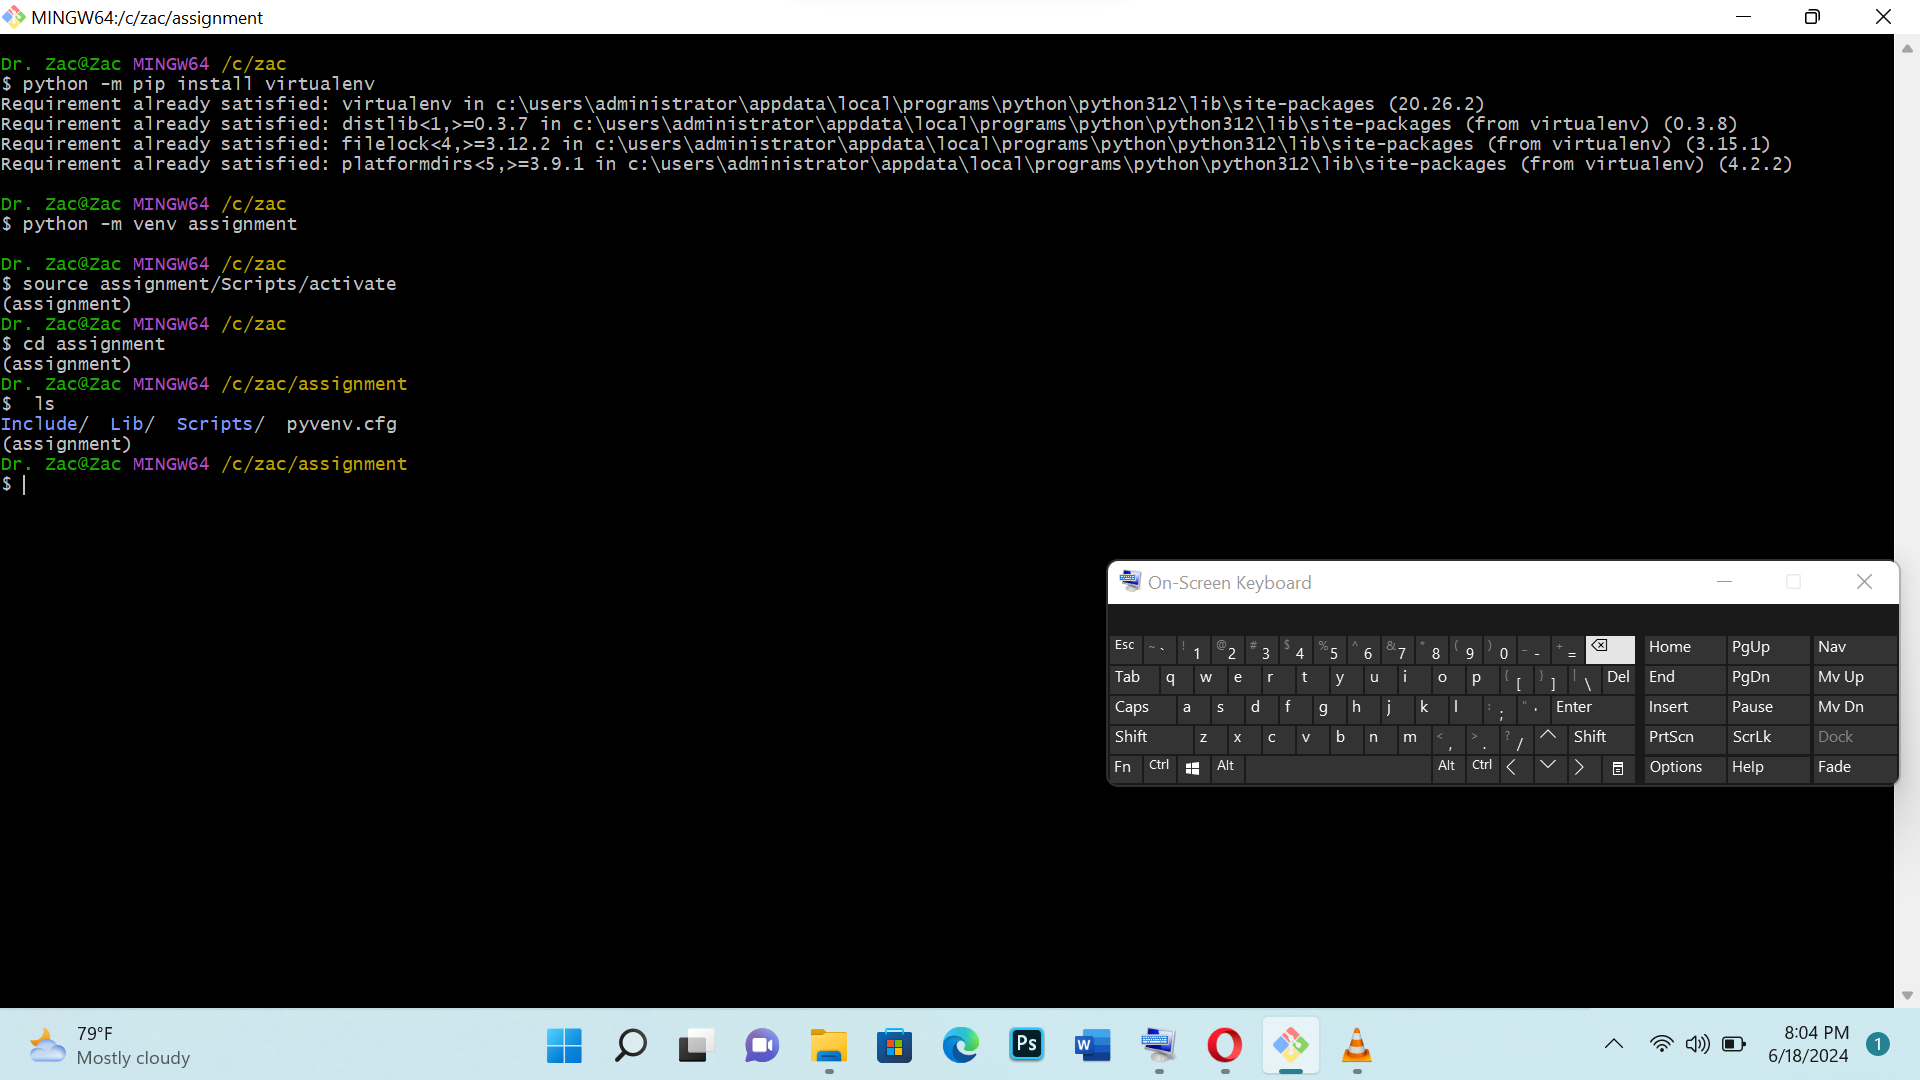 MINGW64:/c/zac/assignment
Dr. Zac@Zac MINGW64 /c/zac
$ python -m pip install virtualenv
Requirement already satisfied: virtualenv in c:\users\administrator\appdata\local\programs\python\python312\lib\site-packages (20.26.2)
Requirement already satisfied: distlib<1,>=0.3.7 in c:\users\administrator\appdata\local\programs\python\python312\lib\site-packages (from virtualenv) (0.3.8)
Requirement already satisfied: filelock<4,>=3.12.2 in c:\users\administrator\appdata\local\programs\python\python312\lib\site-packages (from virtualenv) (3.15.1)
Requirement already satisfied: platformdirs<5,>=3.9.1 in c:\users\administrator\appdata\local\programs\python\python312\lib\site-packages (from virtualenv) (4.2.2)
Dr. Zac@Zac MINGW64 /c/zac
$ python -m venv assignment
Dr. Zac@Zac MINGW64 /c/zac
$ source assignment/Scripts/activate
(assignment)
Dr. Zac@Zac MINGW64 /c/zac
$ cd assignment
(assignment)
Dr. Zac@Zac MINGW64 /c/zac/assignment
$  ls
Include/  Lib/  Scripts/  pyvenv.cfg
(assignment)
Dr. Zac@Zac MINGW64 /c/zac/assignment
$
On-Screen Keyboard
Esc ~ ` ! 1 @ 2 # 3 $ 4 % 5 ^ 6 & 7 * 8 ( 9 ) 0 _ - + = Home PgUp Nav
Tab q w e r t y u i o p { [ } ] | \ Del End PgDn Mv Up
Caps a s d f g h j k l : ; " ' Enter Insert Pause Mv Dn
Shift z x c v b n m < , > . ? / Shift PrtScn ScrLk Dock
Fn Ctrl Alt Alt Ctrl Options Help Fade
79°F
Mostly cloudy
Ps
W
8:04 PM
6/18/2024
1